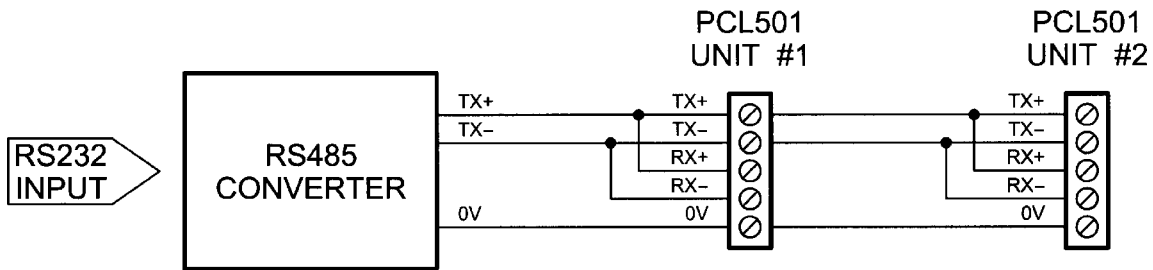 PCL501
UNIT #1
PCL501
UNIT #2
RS232
INPUT
RS485
CONVERTER
TX+
TX−
0V
TX+
TX−
RX+
RX−
0V
TX+
TX−
RX+
RX−
0V